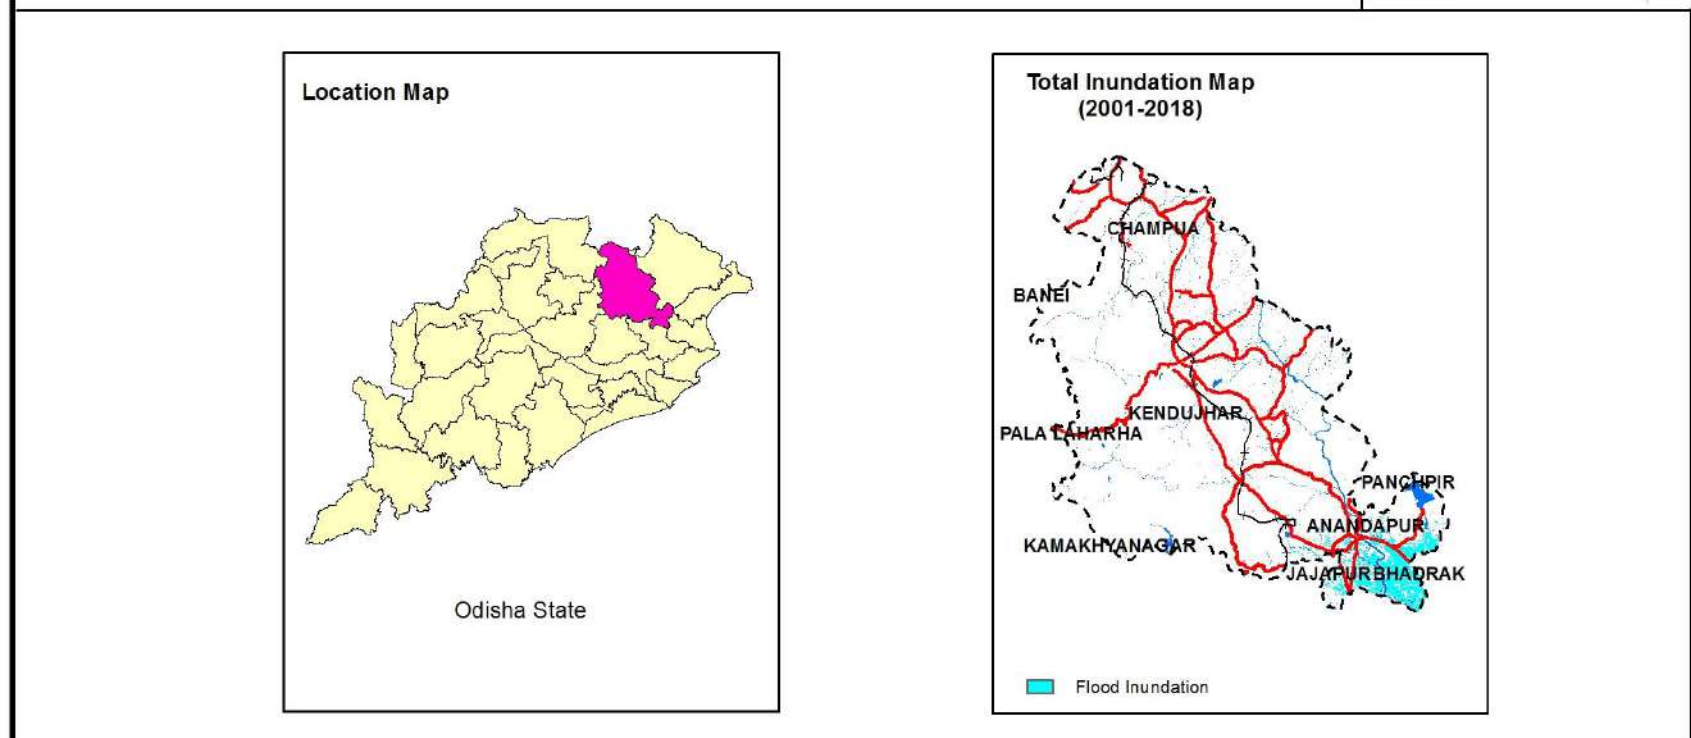 Location Map
Odisha State
Total Inundation Map
(2001-2018)
CHAMPUA
BANEI
KENDUJHAR
PALA LAHARHA
PANCHPIR
ANANDAPUR
KAMAKHYANAGAR
JAJAPUR BHADRAK
Flood Inundation